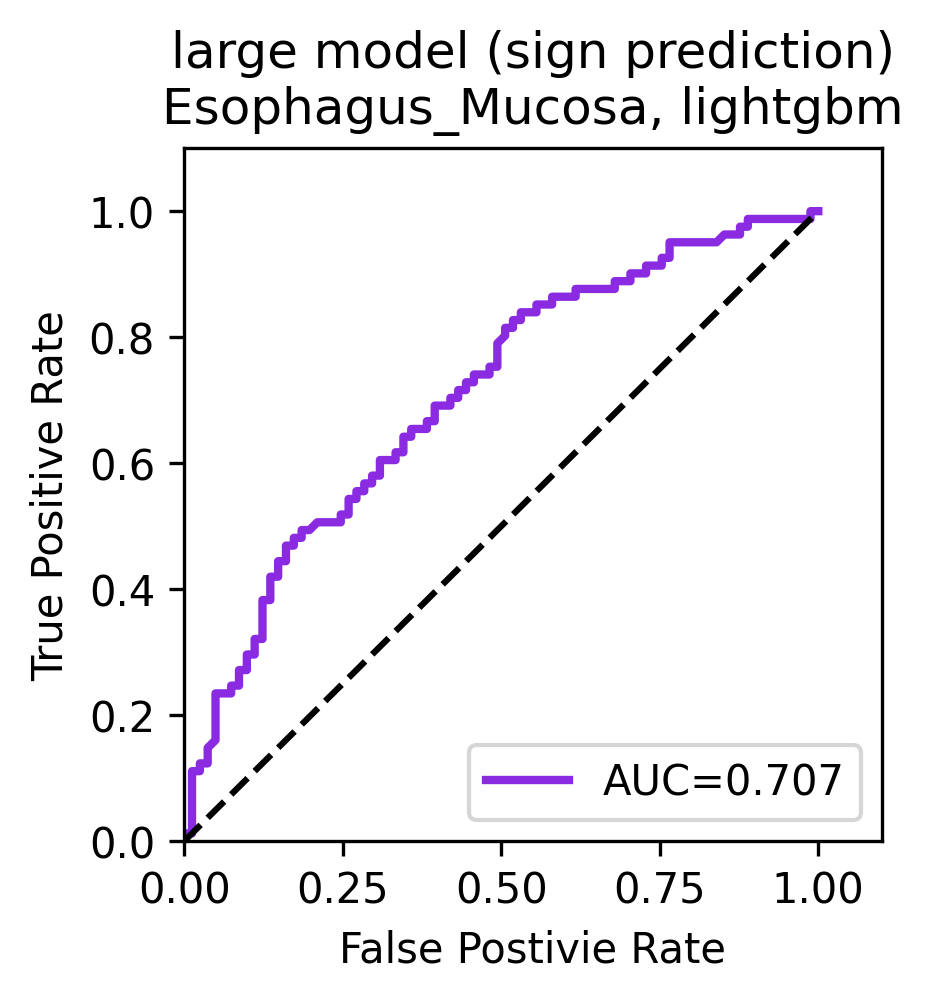 large model (sign prediction)
Esophagus_Mucosa, lightgbm
True Positive Rate
1.0
0.8
0.6
0.4
0.2
0.0
AUC=0.707
0.00 0.25 0.50 0.75 1.00
False Postivie Rate